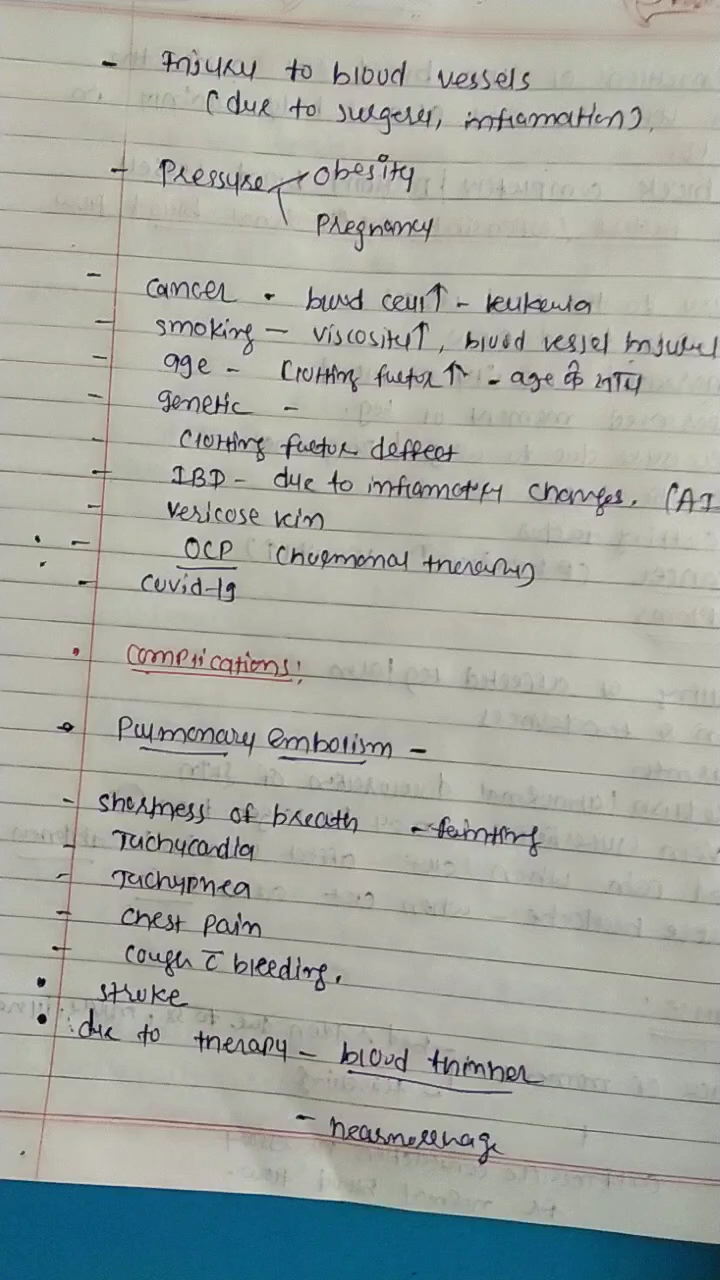 - Injury to blood vessels
(due to surgery, inflamation).
- Pressure - Obesity
Pregnancy
- cancer • blood cell↑ - leukemia
- smoking - viscosity↑, blood vessel
- age - Clotting factor↑ - age के साथ
- genetic -
- Clotting factor deffect
- IBD - due to inflamotory changes. (AI
- vericose vein
- OCP (hormonal therapy)
- Covid-19
• Complications:
• Pulmonary embolism -
- shortness of breath - fainting
- Tachycardia
- Tachypnea
- chest pain
- cough c̄ bleeding.
• stroke
• due to therapy - blood thinner
- heamorrhage